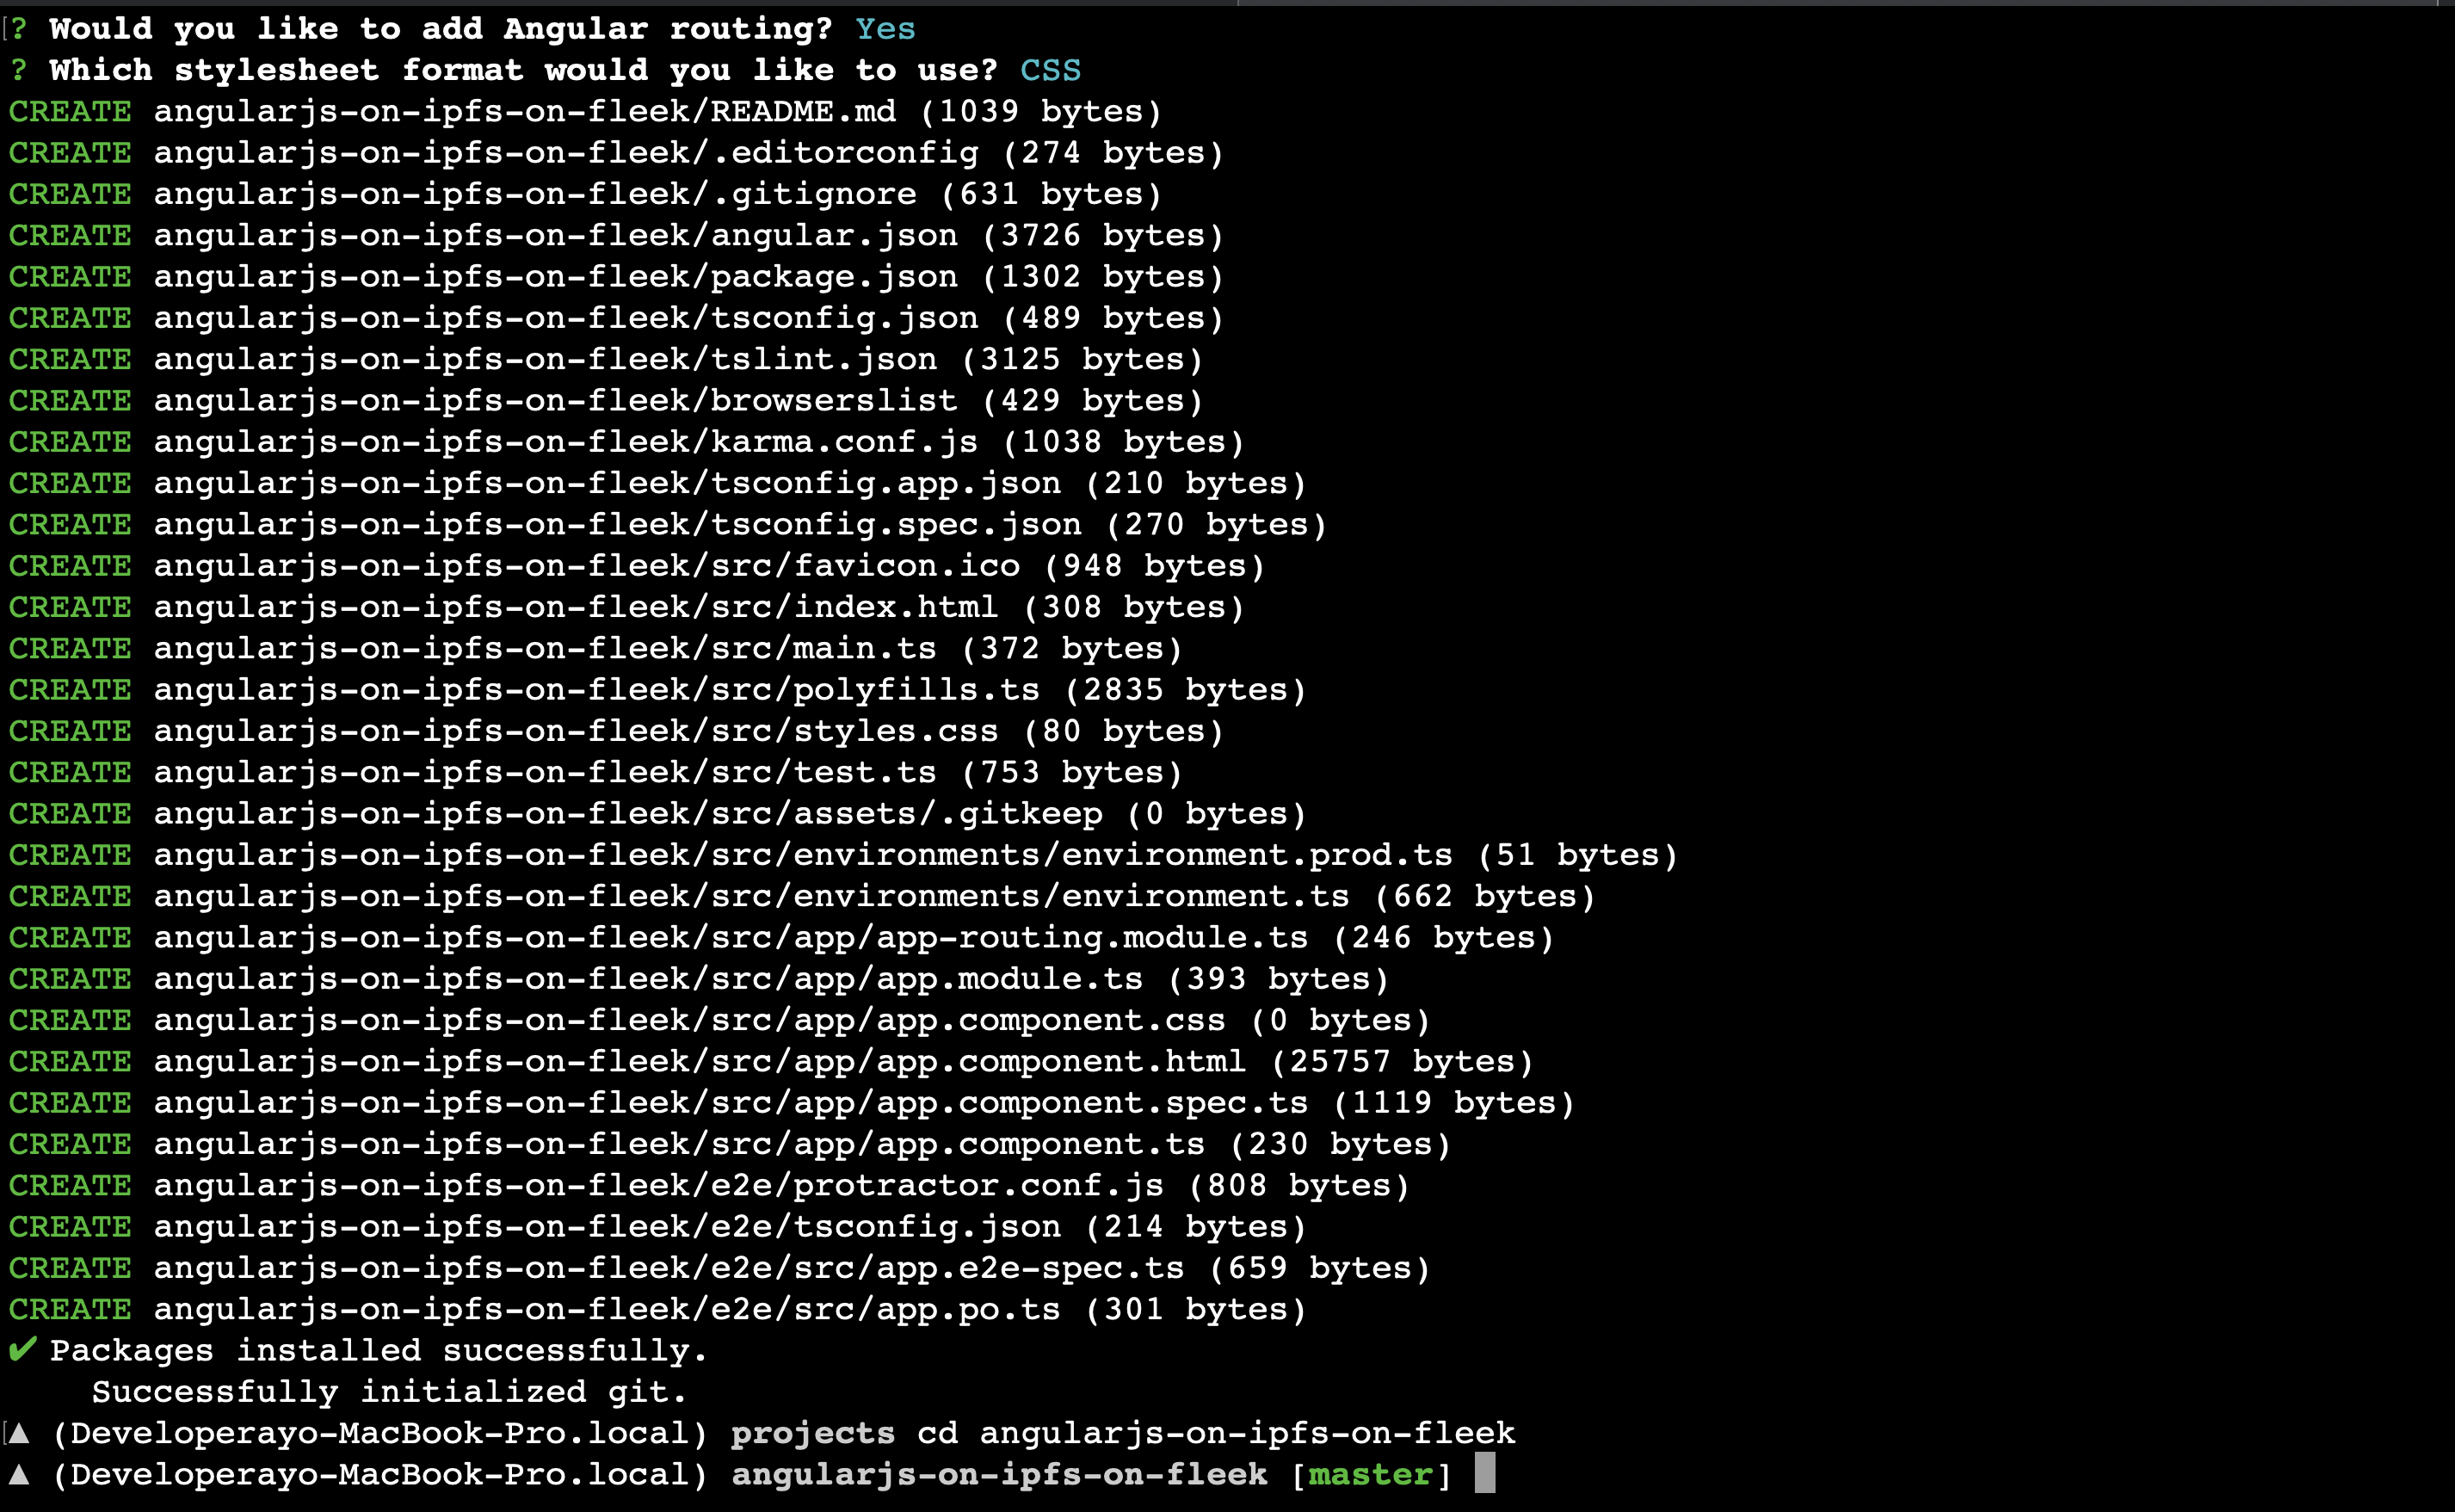 ? Would you like to add Angular routing? Yes
? Which stylesheet format would you like to use? CSS
CREATE angularjs-on-ipfs-on-fleek/README.md (1039 bytes)
CREATE angularjs-on-ipfs-on-fleek/.editorconfig (274 bytes)
CREATE angularjs-on-ipfs-on-fleek/.gitignore (631 bytes)
CREATE angularjs-on-ipfs-on-fleek/angular.json (3726 bytes)
CREATE angularjs-on-ipfs-on-fleek/package.json (1302 bytes)
CREATE angularjs-on-ipfs-on-fleek/tsconfig.json (489 bytes)
CREATE angularjs-on-ipfs-on-fleek/tslint.json (3125 bytes)
CREATE angularjs-on-ipfs-on-fleek/browserslist (429 bytes)
CREATE angularjs-on-ipfs-on-fleek/karma.conf.js (1038 bytes)
CREATE angularjs-on-ipfs-on-fleek/tsconfig.app.json (210 bytes)
CREATE angularjs-on-ipfs-on-fleek/tsconfig.spec.json (270 bytes)
CREATE angularjs-on-ipfs-on-fleek/src/favicon.ico (948 bytes)
CREATE angularjs-on-ipfs-on-fleek/src/index.html (308 bytes)
CREATE angularjs-on-ipfs-on-fleek/src/main.ts (372 bytes)
CREATE angularjs-on-ipfs-on-fleek/src/polyfills.ts (2835 bytes)
CREATE angularjs-on-ipfs-on-fleek/src/styles.css (80 bytes)
CREATE angularjs-on-ipfs-on-fleek/src/test.ts (753 bytes)
CREATE angularjs-on-ipfs-on-fleek/src/assets/.gitkeep (0 bytes)
CREATE angularjs-on-ipfs-on-fleek/src/environments/environment.prod.ts (51 bytes)
CREATE angularjs-on-ipfs-on-fleek/src/environments/environment.ts (662 bytes)
CREATE angularjs-on-ipfs-on-fleek/src/app/app-routing.module.ts (246 bytes)
CREATE angularjs-on-ipfs-on-fleek/src/app/app.module.ts (393 bytes)
CREATE angularjs-on-ipfs-on-fleek/src/app/app.component.css (0 bytes)
CREATE angularjs-on-ipfs-on-fleek/src/app/app.component.html (25757 bytes)
CREATE angularjs-on-ipfs-on-fleek/src/app/app.component.spec.ts (1119 bytes)
CREATE angularjs-on-ipfs-on-fleek/src/app/app.component.ts (230 bytes)
CREATE angularjs-on-ipfs-on-fleek/e2e/protractor.conf.js (808 bytes)
CREATE angularjs-on-ipfs-on-fleek/e2e/tsconfig.json (214 bytes)
CREATE angularjs-on-ipfs-on-fleek/e2e/src/app.e2e-spec.ts (659 bytes)
CREATE angularjs-on-ipfs-on-fleek/e2e/src/app.po.ts (301 bytes)
✔ Packages installed successfully.
Successfully initialized git.
▲ (Developerayo-MacBook-Pro.local) projects cd angularjs-on-ipfs-on-fleek
▲ (Developerayo-MacBook-Pro.local) angularjs-on-ipfs-on-fleek [master]